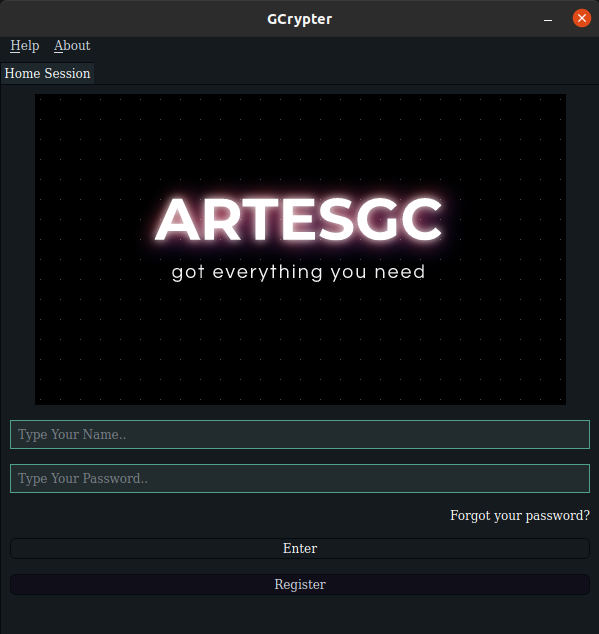 GCrypter
Help About
Home Session
ARTESGC
got everything you need
Type Your Name..
Type Your Password..
Forgot your password?
Enter
Register